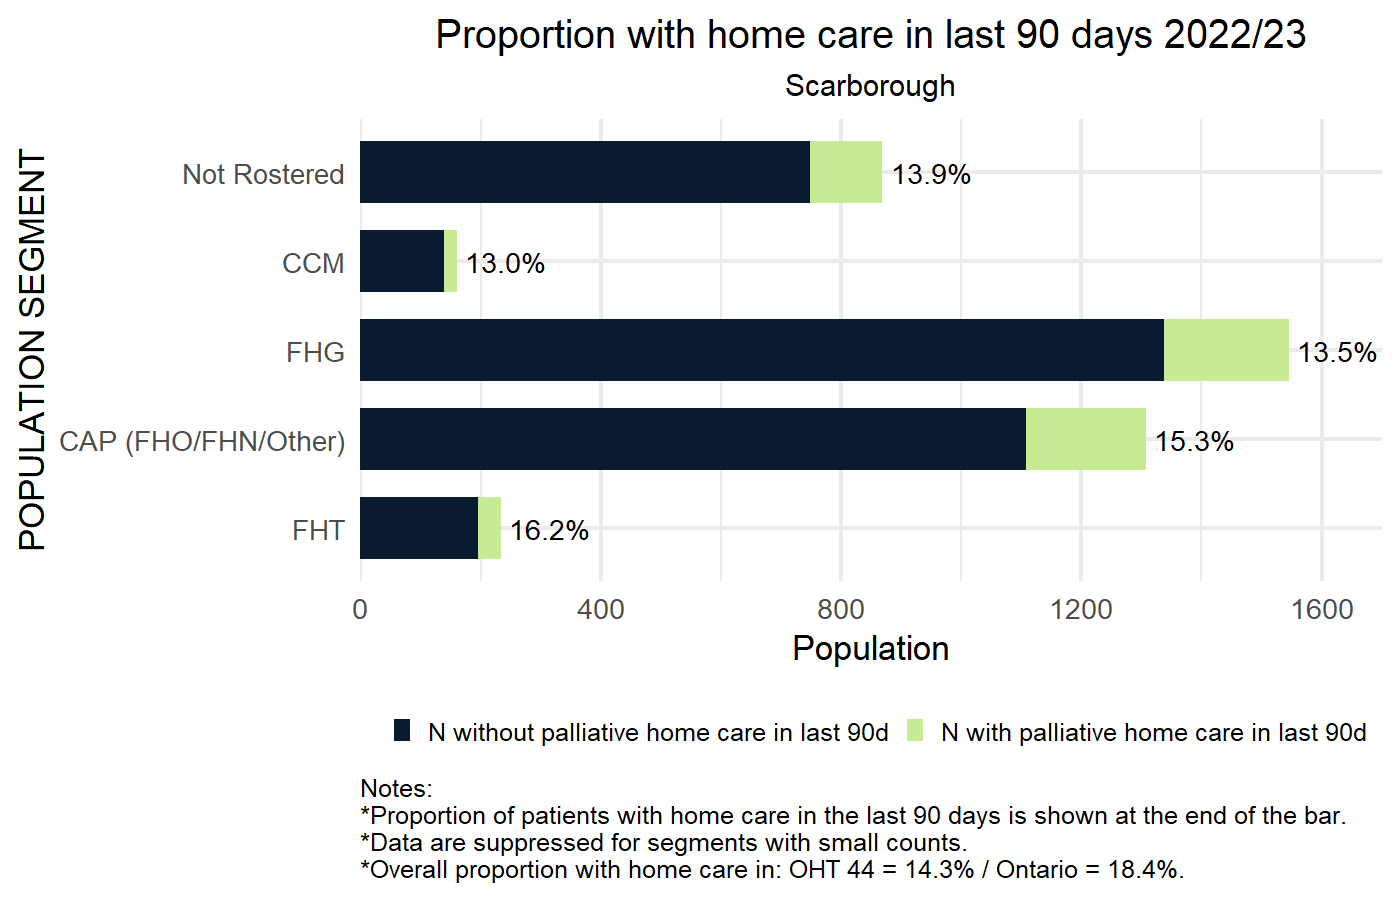 Proportion with home care in last 90 days 2022/23
Scarborough
POPULATION SEGMENT
Not Rostered
13.9%
CCM
13.0%
FHG
13.5%
CAP (FHO/FHN/Other)
15.3%
FHT
16.2%
0 400 800 1200 1600
Population
N without palliative home care in last 90d N with palliative home care in last 90d
Notes:
*Proportion of patients with home care in the last 90 days is shown at the end of the bar.
*Data are suppressed for segments with small counts.
*Overall proportion with home care in: OHT 44 = 14.3% / Ontario = 18.4%.